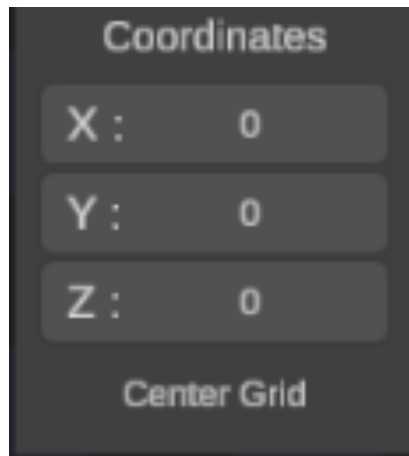 Coordinates
X : 0
Y : 0
Z : 0
Center Grid